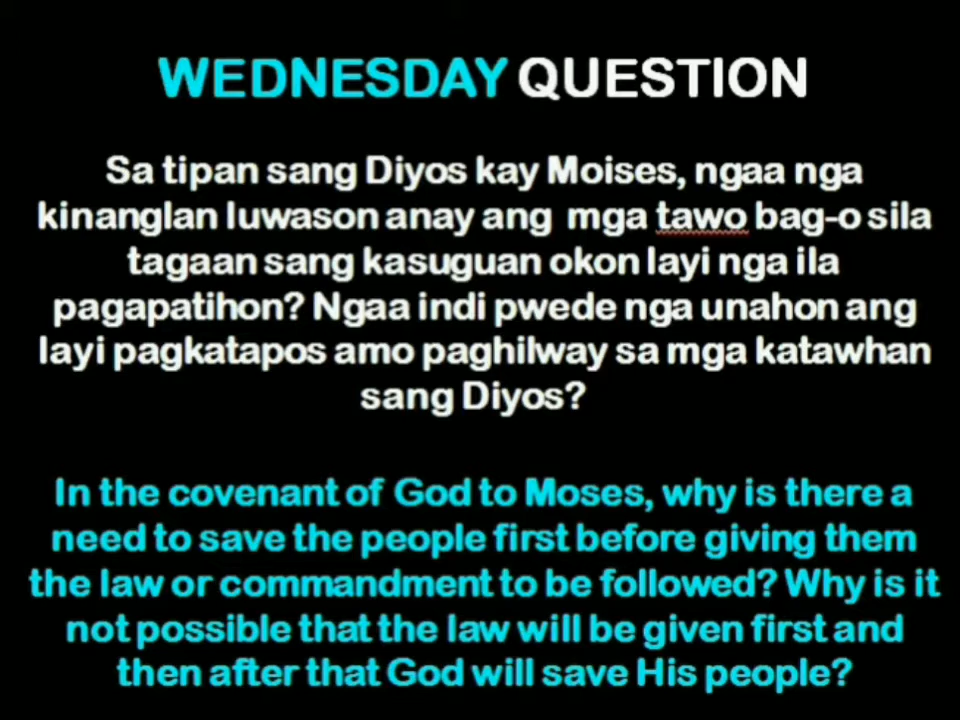 WEDNESDAY QUESTION
Sa tipan sang Diyos kay Moises, ngaa nga
kinanglan luwason anay ang mga tawo bag-o sila
tagaan sang kasuguan okon layi nga ila
pagapatihon? Ngaa indi pwede nga unahon ang
layi pagkatapos amo paghilway sa mga katawhan
sang Diyos?
In the covenant of God to Moses, why is there a
need to save the people first before giving them
the law or commandment to be followed? Why is it
not possible that the law will be given first and
then after that God will save His people?